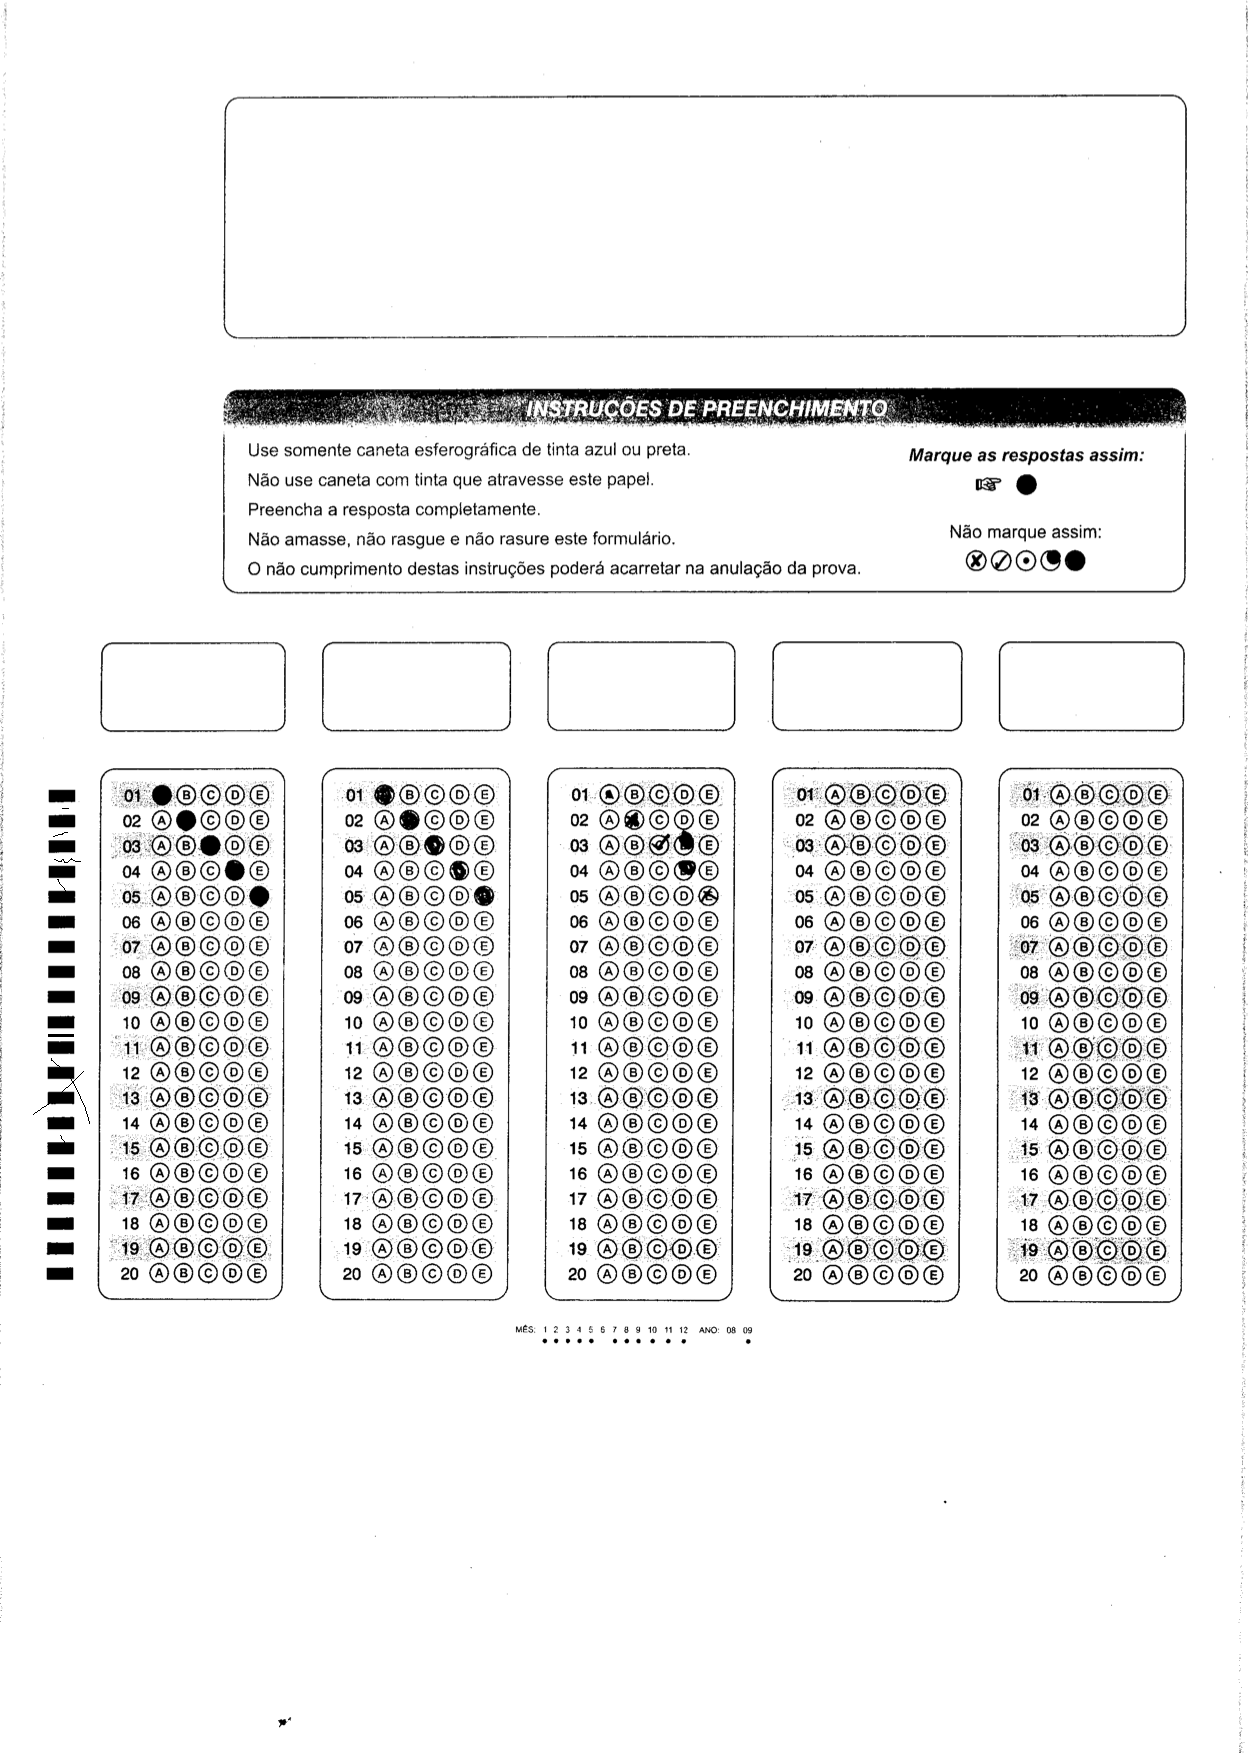 INSTRUÇÕES DE PREENCHIMENTO
Use somente caneta esferográfica de tinta azul ou preta.
Não use caneta com tinta que atravesse este papel.
Preencha a resposta completamente.
Não amasse, não rasgue e não rasure este formulário.
O não cumprimento destas instruções poderá acarretar na anulação da prova.
Marque as respostas assim:
Não marque assim:
01 B C D E 01 B C D E 01 A B C D E 01 A B C D E 01 A B C D E
02 A C D E 02 A C D E 02 A C D E 02 A B C D E 02 A B C D E
03 A B D E 03 A B D E 03 A B E 03 A B C D E 03 A B C D E
04 A B C E 04 A B C E 04 A B C E 04 A B C D E 04 A B C D E
05 A B C D 05 A B C D 05 A B C D 05 A B C D E 05 A B C D E
06 A B C D E 06 A B C D E 06 A B C D E 06 A B C D E 06 A B C D E
07 A B C D E 07 A B C D E 07 A B C D E 07 A B C D E 07 A B C D E
08 A B C D E 08 A B C D E 08 A B C D E 08 A B C D E 08 A B C D E
09 A B C D E 09 A B C D E 09 A B C D E 09 A B C D E 09 A B C D E
10 A B C D E 10 A B C D E 10 A B C D E 10 A B C D E 10 A B C D E
11 A B C D E 11 A B C D E 11 A B C D E 11 A B C D E 11 A B C D E
12 A B C D E 12 A B C D E 12 A B C D E 12 A B C D E 12 A B C D E
13 A B C D E 13 A B C D E 13 A B C D E 13 A B C D E 13 A B C D E
14 A B C D E 14 A B C D E 14 A B C D E 14 A B C D E 14 A B C D E
15 A B C D E 15 A B C D E 15 A B C D E 15 A B C D E 15 A B C D E
16 A B C D E 16 A B C D E 16 A B C D E 16 A B C D E 16 A B C D E
17 A B C D E 17 A B C D E 17 A B C D E 17 A B C D E 17 A B C D E
18 A B C D E 18 A B C D E 18 A B C D E 18 A B C D E 18 A B C D E
19 A B C D E 19 A B C D E 19 A B C D E 19 A B C D E 19 A B C D E
20 A B C D E 20 A B C D E 20 A B C D E 20 A B C D E 20 A B C D E
MÊS: 1 2 3 4 5 6 7 8 9 10 11 12 ANO: 08 09